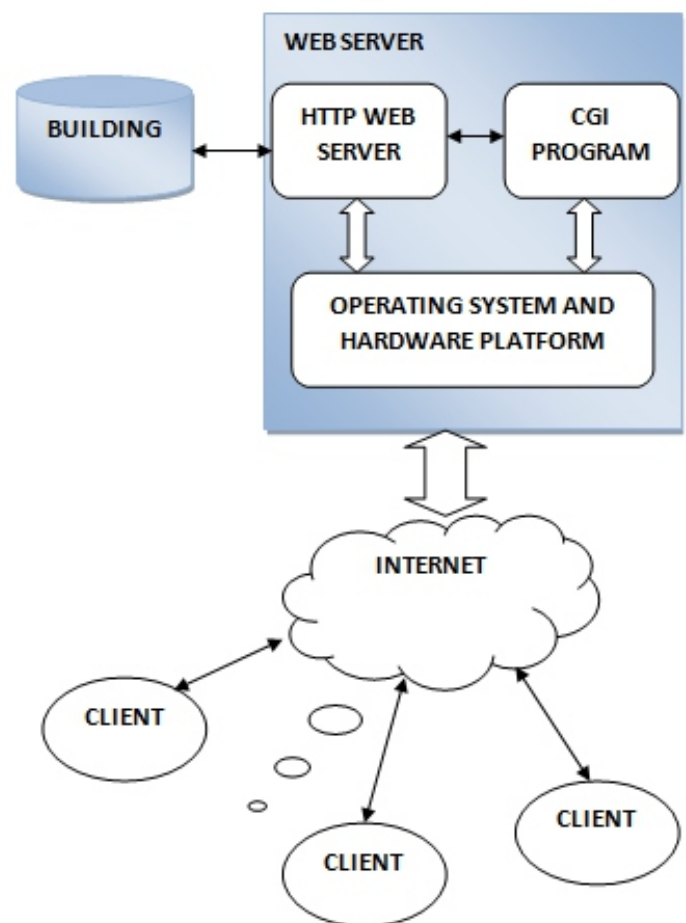 WEB SERVER
BUILDING
HTTP WEB
SERVER
CGI
PROGRAM
OPERATING SYSTEM AND
HARDWARE PLATFORM
INTERNET
CLIENT
CLIENT
CLIENT